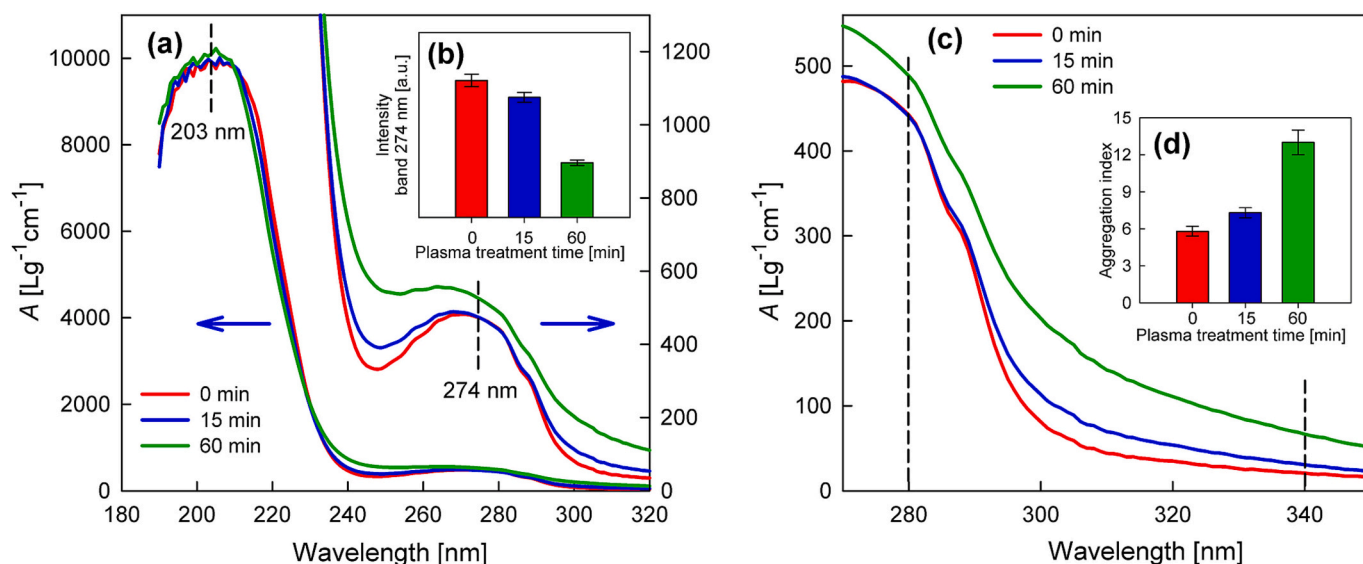 (a)
A [Lg⁻¹cm⁻¹]
10000
8000
6000
4000
2000
0
180 200 220 240 260 280 300 320
Wavelength [nm]
203 nm
274 nm
0 min
15 min
60 min
1200
1000
800
600
400
200
0
(b)
Intensity
band 274 nm [a.u.]
0 15 60
Plasma treatment time [min]
(c)
0 min
15 min
60 min
A [Lg⁻¹cm⁻¹]
500
400
300
200
100
0
280 300 320 340
Wavelength [nm]
(d)
Aggregation index
15
12
9
6
3
0
0 15 60
Plasma treatment time [min]